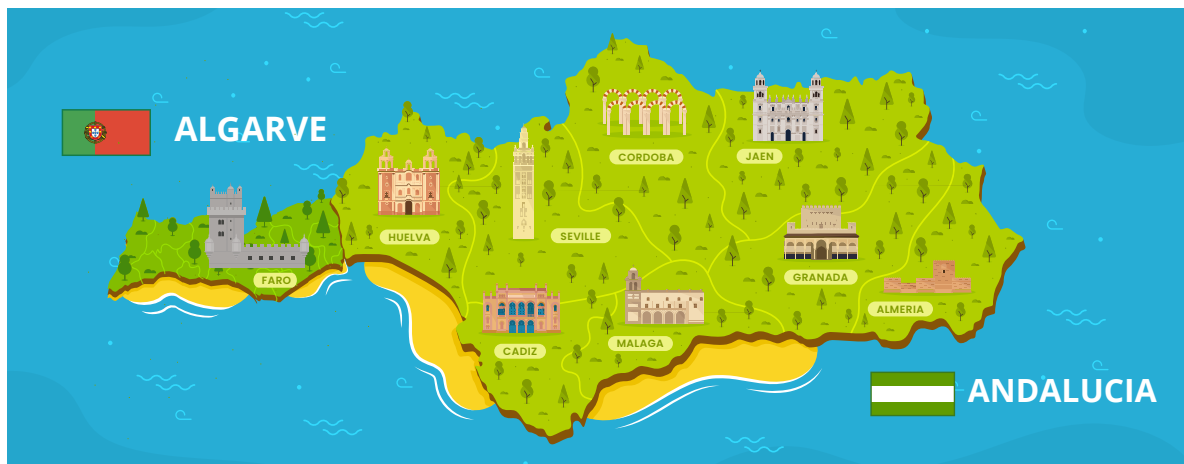 ALGARVE
CORDOBA
JAEN
HUELVA
SEVILLE
FARO
GRANADA
ALMERIA
CADIZ
MALAGA
ANDALUCIA